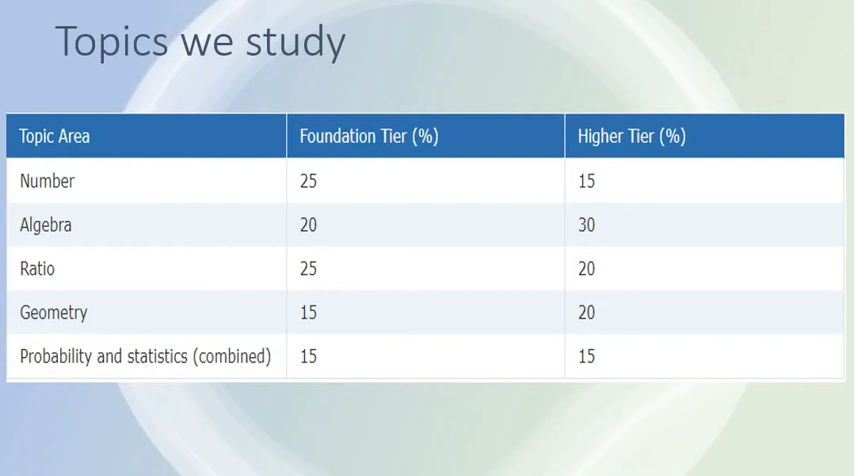 Topics we study
Topic Area Foundation Tier (%) Higher Tier (%)
Number 25 15
Algebra 20 30
Ratio 25 20
Geometry 15 20
Probability and statistics (combined) 15 15